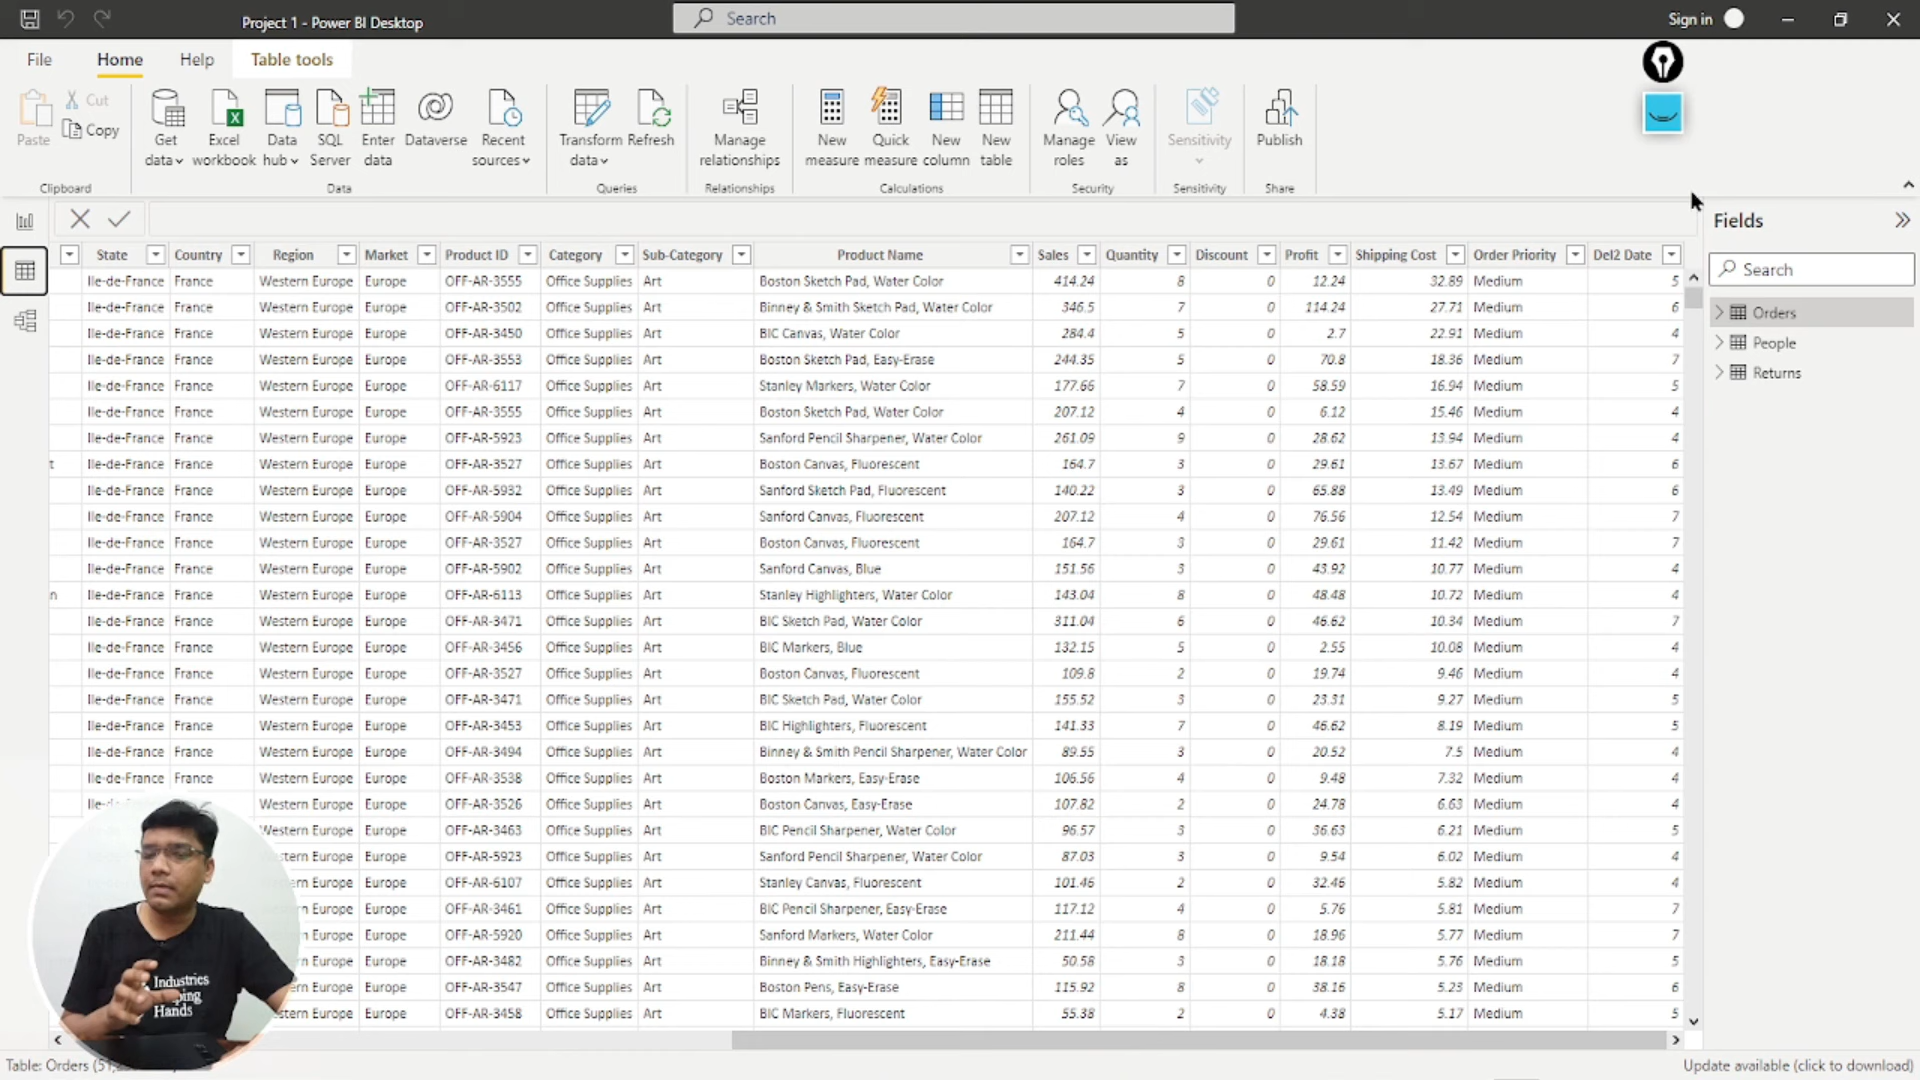 Project 1 - Power BI Desktop
Search
Sign in
File Home Help Table tools
Paste
Cut
Copy
Clipboard
Get data
Excel workbook
Data hub
SQL Server
Enter data
Dataverse
Recent sources
Data
Transform data
Refresh
Queries
Manage relationships
Relationships
New measure
Quick measure
New column
New table
Calculations
Manage roles
View as
Security
Sensitivity
Sensitivity
Publish
Share
State Country Region Market Product ID Category Sub-Category Product Name Sales Quantity Discount Profit Shipping Cost Order Priority Del2 Date
Ile-de-France France Western Europe Europe OFF-AR-3555 Office Supplies Art Boston Sketch Pad, Water Color 414.24 8 0 12.24 32.89 Medium 5
Ile-de-France France Western Europe Europe OFF-AR-3502 Office Supplies Art Binney & Smith Sketch Pad, Water Color 346.5 7 0 114.24 27.71 Medium 6
Ile-de-France France Western Europe Europe OFF-AR-3450 Office Supplies Art BIC Canvas, Water Color 284.4 5 0 2.7 22.91 Medium 4
Ile-de-France France Western Europe Europe OFF-AR-3553 Office Supplies Art Boston Sketch Pad, Easy-Erase 244.35 5 0 70.8 18.36 Medium 7
Ile-de-France France Western Europe Europe OFF-AR-6117 Office Supplies Art Stanley Markers, Water Color 177.66 7 0 58.59 16.94 Medium 5
Ile-de-France France Western Europe Europe OFF-AR-3555 Office Supplies Art Boston Sketch Pad, Water Color 207.12 4 0 6.12 15.46 Medium 4
Ile-de-France France Western Europe Europe OFF-AR-5923 Office Supplies Art Sanford Pencil Sharpener, Water Color 261.09 9 0 28.62 13.94 Medium 4
t Ile-de-France France Western Europe Europe OFF-AR-3527 Office Supplies Art Boston Canvas, Fluorescent 164.7 3 0 29.61 13.67 Medium 6
Ile-de-France France Western Europe Europe OFF-AR-5932 Office Supplies Art Sanford Sketch Pad, Fluorescent 140.22 3 0 65.88 13.49 Medium 6
Ile-de-France France Western Europe Europe OFF-AR-5904 Office Supplies Art Sanford Canvas, Fluorescent 207.12 4 0 76.56 12.54 Medium 7
Ile-de-France France Western Europe Europe OFF-AR-3527 Office Supplies Art Boston Canvas, Fluorescent 164.7 3 0 29.61 11.42 Medium 7
Ile-de-France France Western Europe Europe OFF-AR-5902 Office Supplies Art Sanford Canvas, Blue 151.56 3 0 43.92 10.77 Medium 4
n Ile-de-France France Western Europe Europe OFF-AR-6113 Office Supplies Art Stanley Highlighters, Water Color 143.04 8 0 48.48 10.72 Medium 4
Ile-de-France France Western Europe Europe OFF-AR-3471 Office Supplies Art BIC Sketch Pad, Water Color 311.04 6 0 46.62 10.34 Medium 7
Ile-de-France France Western Europe Europe OFF-AR-3456 Office Supplies Art BIC Markers, Blue 132.15 5 0 2.55 10.08 Medium 4
Ile-de-France France Western Europe Europe OFF-AR-3527 Office Supplies Art Boston Canvas, Fluorescent 109.8 2 0 19.74 9.46 Medium 4
Ile-de-France France Western Europe Europe OFF-AR-3471 Office Supplies Art BIC Sketch Pad, Water Color 155.52 3 0 23.31 9.27 Medium 5
Ile-de-France France Western Europe Europe OFF-AR-3453 Office Supplies Art BIC Highlighters, Fluorescent 141.33 7 0 46.62 8.19 Medium 5
Ile-de-France France Western Europe Europe OFF-AR-3494 Office Supplies Art Binney & Smith Pencil Sharpener, Water Color 89.55 3 0 20.52 7.5 Medium 4
Ile-de-France France Western Europe Europe OFF-AR-3538 Office Supplies Art Boston Markers, Easy-Erase 106.56 4 0 9.48 7.32 Medium 4
Ile-de-France France Western Europe Europe OFF-AR-3526 Office Supplies Art Boston Canvas, Easy-Erase 107.82 2 0 24.78 6.63 Medium 4
Western Europe Europe OFF-AR-3463 Office Supplies Art BIC Pencil Sharpener, Water Color 96.57 3 0 36.63 6.21 Medium 5
stern Europe Europe OFF-AR-5923 Office Supplies Art Sanford Pencil Sharpener, Water Color 87.03 3 0 9.54 6.02 Medium 4
tern Europe Europe OFF-AR-6107 Office Supplies Art Stanley Canvas, Fluorescent 101.46 2 0 32.46 5.82 Medium 4
ern Europe Europe OFF-AR-3461 Office Supplies Art BIC Pencil Sharpener, Easy-Erase 117.12 4 0 5.76 5.81 Medium 7
ern Europe Europe OFF-AR-5920 Office Supplies Art Sanford Markers, Water Color 211.44 8 0 18.96 5.77 Medium 7
tern Europe Europe OFF-AR-3482 Office Supplies Art Binney & Smith Highlighters, Easy-Erase 50.58 3 0 18.18 5.76 Medium 5
tern Europe Europe OFF-AR-3547 Office Supplies Art Boston Pens, Easy-Erase 115.92 8 0 38.16 5.23 Medium 6
stern Europe Europe OFF-AR-3458 Office Supplies Art BIC Markers, Fluorescent 55.38 2 0 4.38 5.17 Medium 5
Fields
Search
Orders
People
Returns
Industries
ping
Hands
Table: Orders (51,
Update available (click to download)